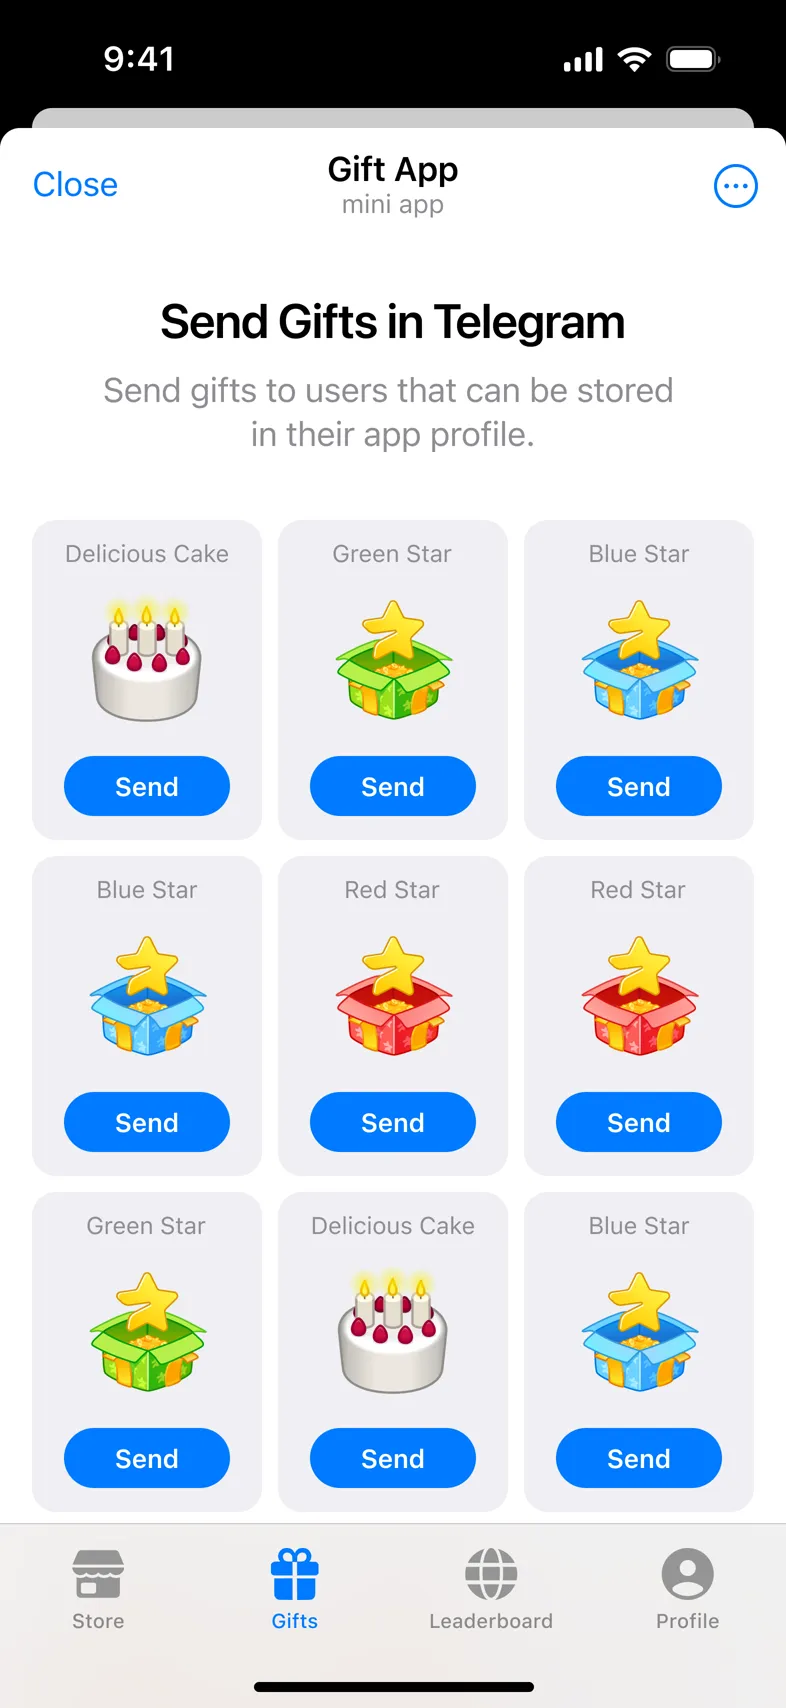 9:41
Close
Gift App
mini app
Send Gifts in Telegram
Send gifts to users that can be stored
in their app profile.
Delicious Cake
Green Star
Blue Star
Send
Send
Send
Blue Star
Red Star
Red Star
Send
Send
Send
Green Star
Delicious Cake
Blue Star
Send
Send
Send
Store
Gifts
Leaderboard
Profile